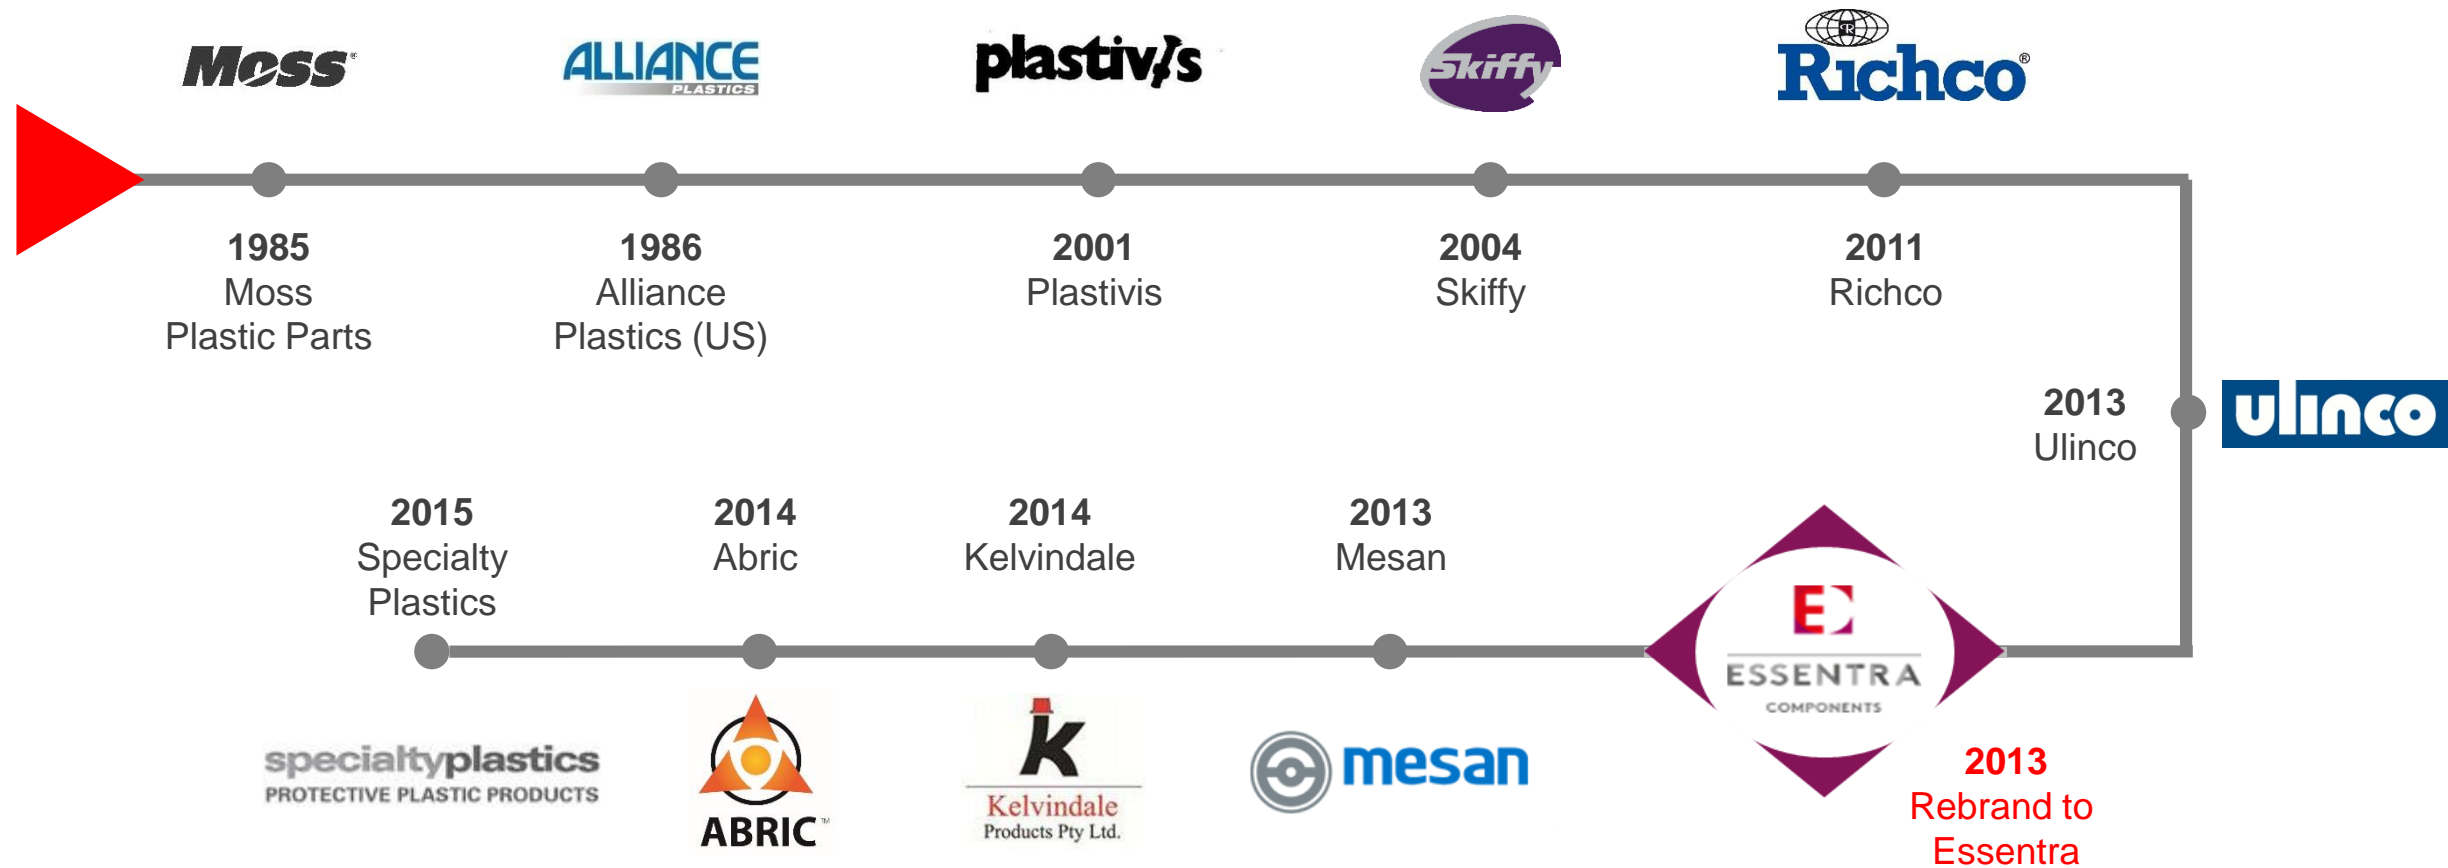 Moss®
ALLIANCE
PLASTICS
plastivis
Skiffy
R
Richco®
1985
Moss
Plastic Parts
1986
Alliance
Plastics (US)
2001
Plastivis
2004
Skiffy
2011
Richco
2013
Ulinco
ulinco
2015
Specialty
Plastics
2014
Abric
2014
Kelvindale
2013
Mesan
E
ESSENTRA
COMPONENTS
2013
Rebrand to
Essentra
specialtyplastics
PROTECTIVE PLASTIC PRODUCTS
ABRIC™
k
Kelvindale
Products Pty Ltd.
mesan